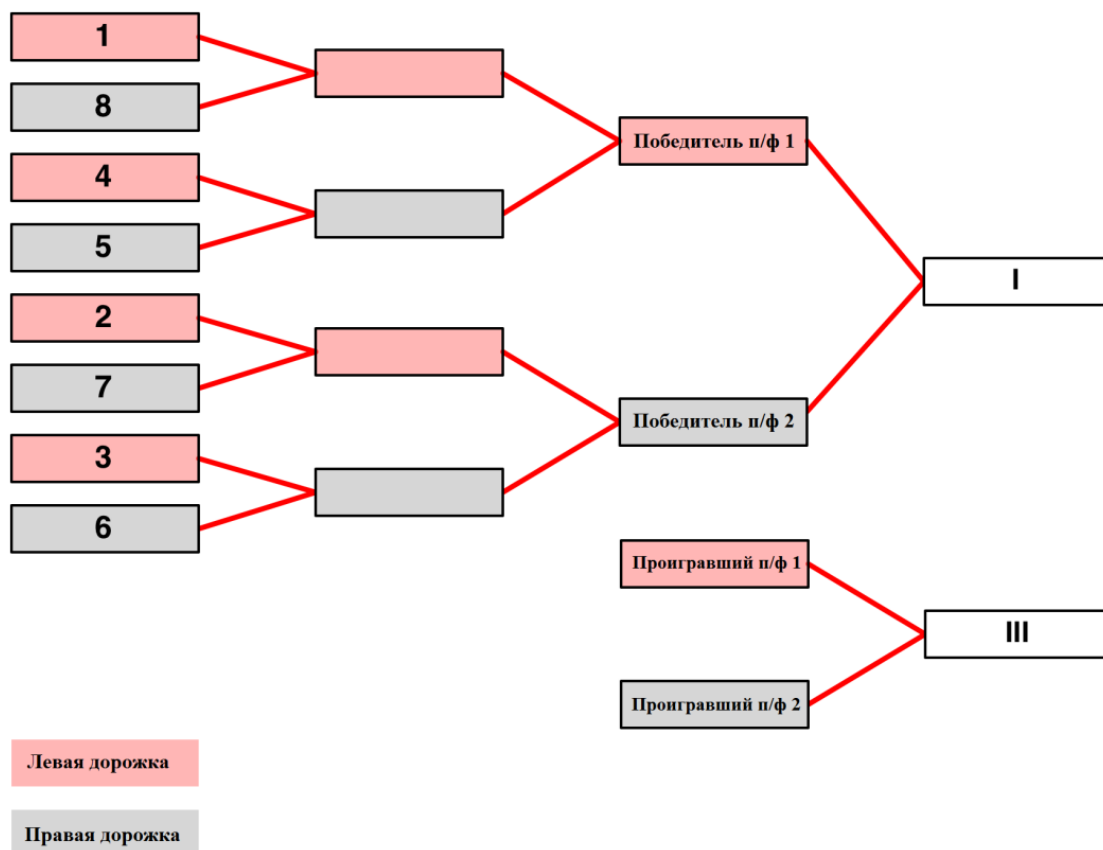 1
8
4
5
2
7
3
6
Победитель п/ф 1
Победитель п/ф 2
I
Проигравший п/ф 1
Проигравший п/ф 2
III
Левая дорожка
Правая дорожка